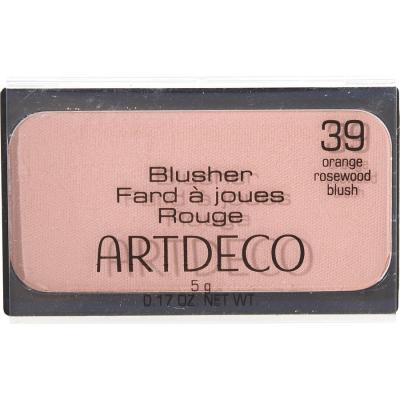 39
orange
rosewood
blush
Blusher
Fard à joues
Rouge
ARTDECO
5 g
0.17 OZ NET WT